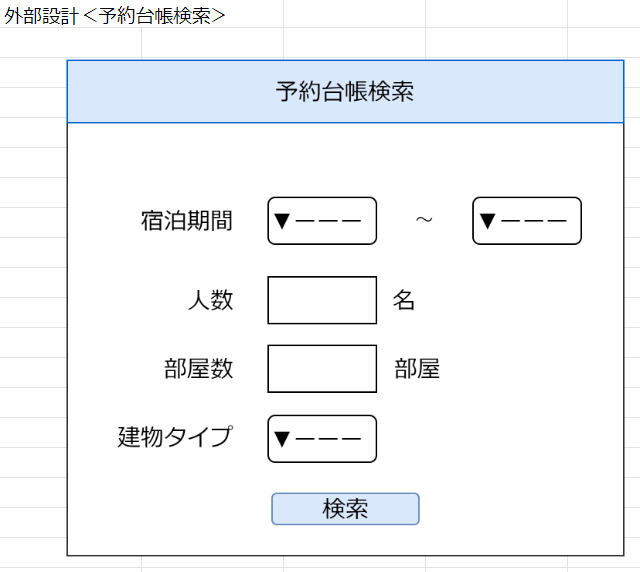 外部設計<予約台帳検索>
予約台帳検索
宿泊期間 ▼ーーー ～ ▼ーーー
人数 名
部屋数 部屋
建物タイプ ▼ーーー
検索